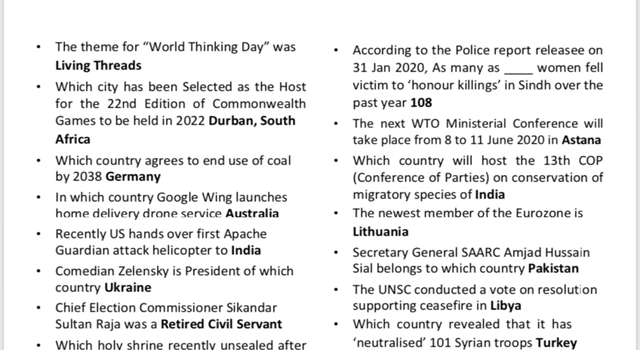 • The theme for “World Thinking Day” was
Living Threads
• Which city has been Selected as the Host
for the 22nd Edition of Commonwealth
Games to be held in 2022 Durban, South
Africa
• Which country agrees to end use of coal
by 2038 Germany
• In which country Google Wing launches
home delivery drone service Australia
• Recently US hands over first Apache
Guardian attack helicopter to India
• Comedian Zelensky is President of which
country Ukraine
• Chief Election Commissioner Sikandar
Sultan Raja was a Retired Civil Servant
• Which holy shrine recently unsealed after
• According to the Police report releasee on
31 Jan 2020, As many as ____ women fell
victim to ‘honour killings’ in Sindh over the
past year 108
• The next WTO Ministerial Conference will
take place from 8 to 11 June 2020 in Astana
• Which country will host the 13th COP
(Conference of Parties) on conservation of
migratory species of India
• The newest member of the Eurozone is
Lithuania
• Secretary General SAARC Amjad Hussain
Sial belongs to which country Pakistan
• The UNSC conducted a vote on resolution
supporting ceasefire in Libya
• Which country revealed that it has
‘neutralised’ 101 Syrian troops Turkey